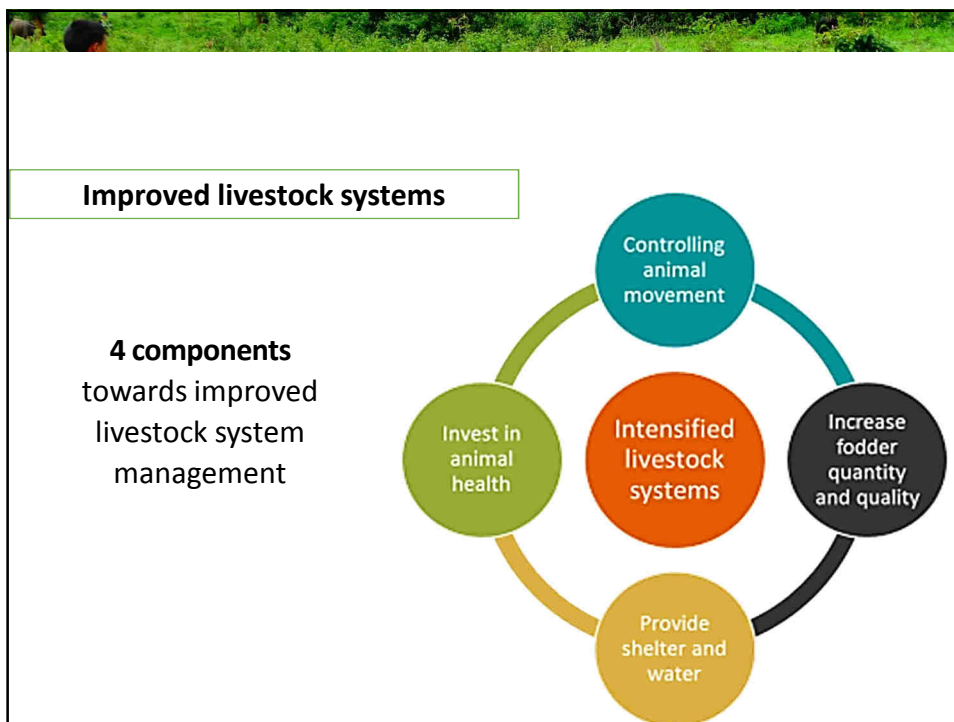 Improved livestock systems
4 components
towards improved
livestock system
management
Controlling
animal
movement
Invest in
animal
health
Intensified
livestock
systems
Increase
fodder
quantity
and quality
Provide
shelter and
water